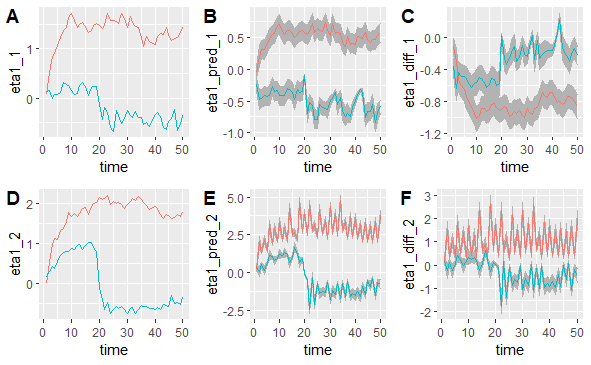 A
eta1_1
1
0
0 10 20 30 40 50
time
B
eta1_pred_1
0.5
0.0
-0.5
-1.0
0 10 20 30 40 50
time
C
eta1_diff_1
0.0
-0.4
-0.8
-1.2
0 10 20 30 40 50
time
D
eta1_2
2
1
0
0 10 20 30 40 50
time
E
eta1_pred_2
5.0
2.5
0.0
-2.5
0 10 20 30 40 50
time
F
eta1_diff_2
3
2
1
0
-1
-2
0 10 20 30 40 50
time